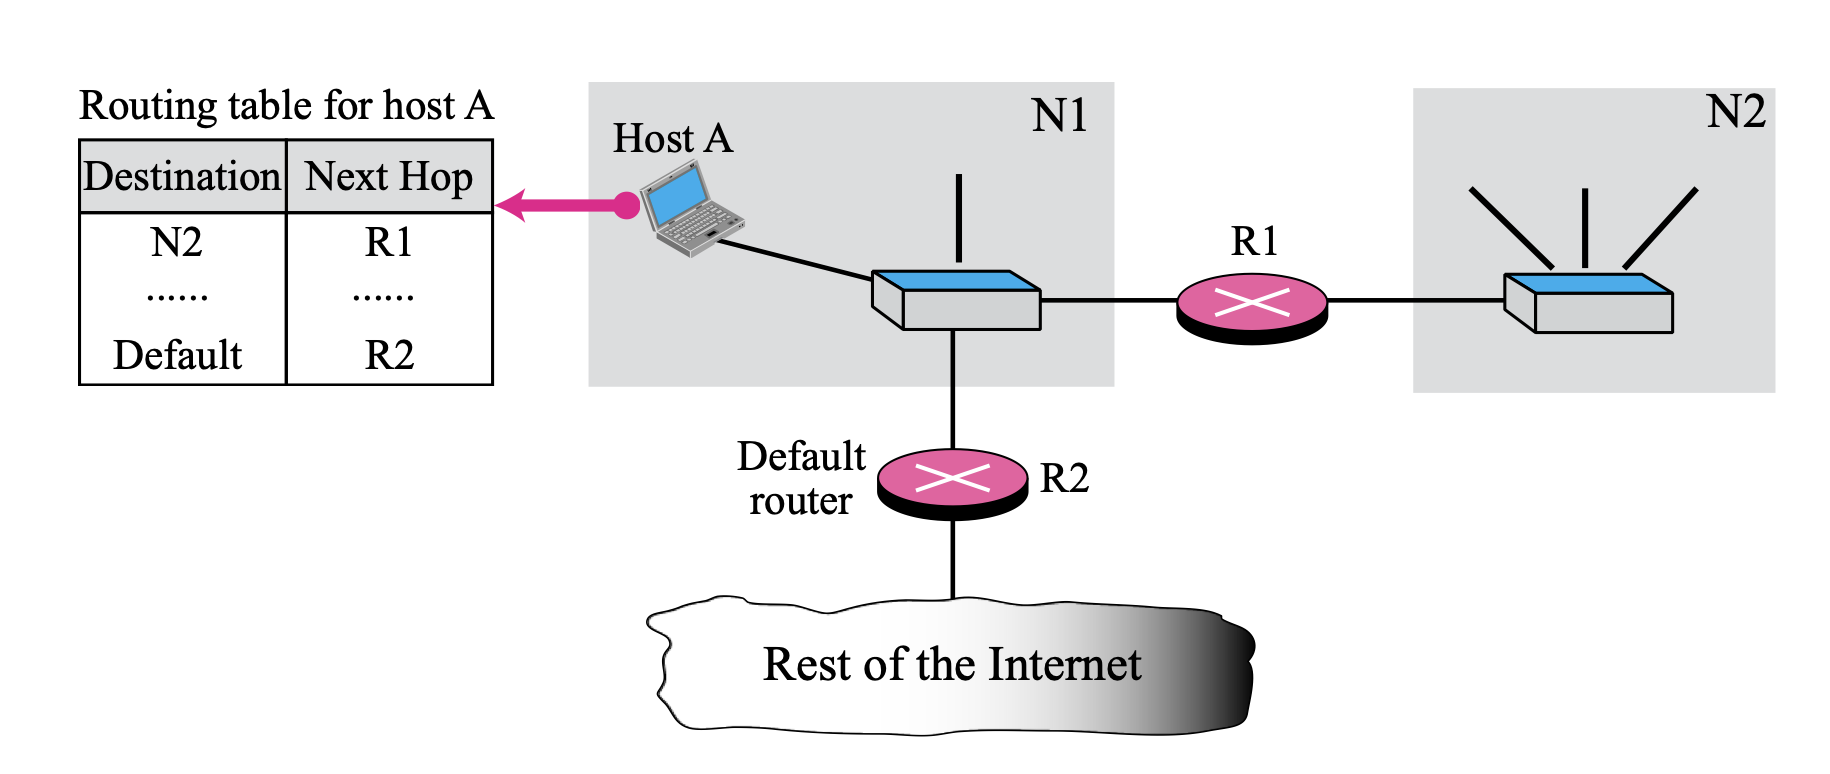 Routing table for host A
Destination Next Hop
N2 R1
...... ......
Default R2
Host A
N1
R1
N2
Default
router
R2
Rest of the Internet